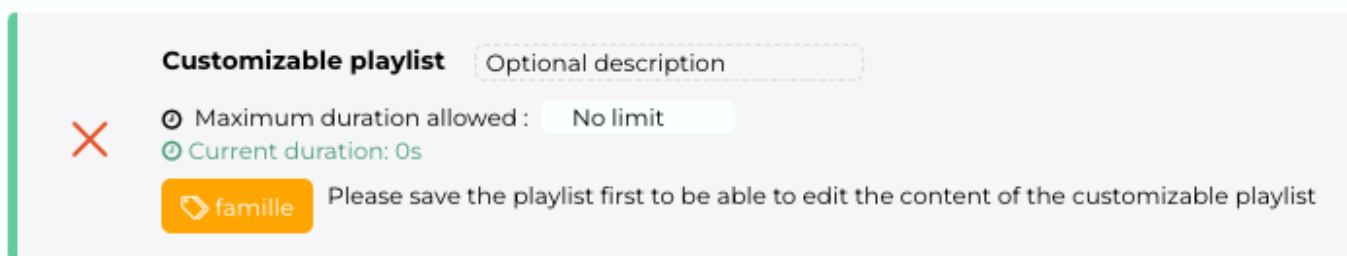 Customizable playlist Optional description
Maximum duration allowed : No limit
Current duration: 0s
famille Please save the playlist first to be able to edit the content of the customizable playlist